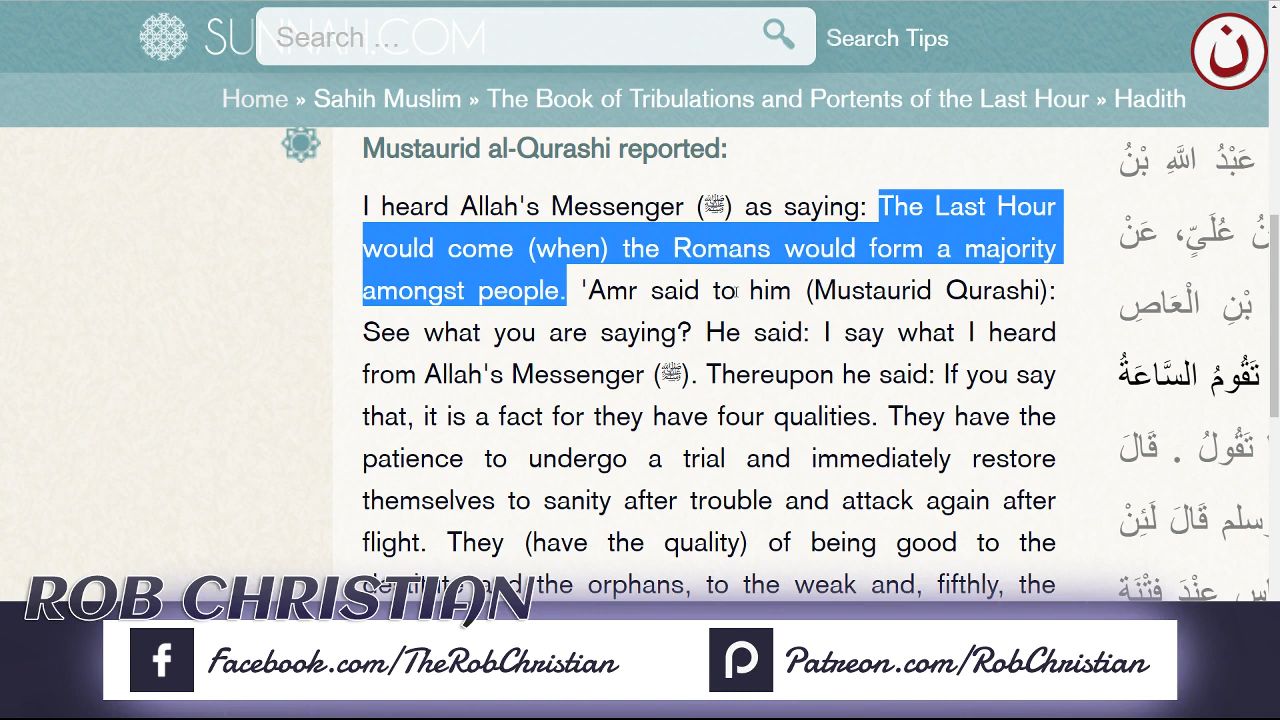 SUNNAH.COM
Search ...
Search Tips
ن
Home » Sahih Muslim » The Book of Tribulations and Portents of the Last Hour » Hadith
Mustaurid al-Qurashi reported:
I heard Allah's Messenger (ﷺ) as saying: The Last Hour
would come (when) the Romans would form a majority
amongst people. 'Amr said to him (Mustaurid Qurashi):
See what you are saying? He said: I say what I heard
from Allah's Messenger (ﷺ). Thereupon he said: If you say
that, it is a fact for they have four qualities. They have the
patience to undergo a trial and immediately restore
themselves to sanity after trouble and attack again after
flight. They (have the quality) of being good to the
destitute and the orphans, to the weak and, fifthly, the
عَبْدُ اللَّهِ بْنُ
عُلَىٍّ، عَنْ
بْنِ الْعَاصِ
تَقُومُ السَّاعَةُ
تَقُولُ . قَالَ
سلم قَالَ لَئِنْ
عِنْدَ فِتْنَةٍ
ROB CHRISTIAN
f
Facebook.com/TheRobChristian
Patreon.com/RobChristian